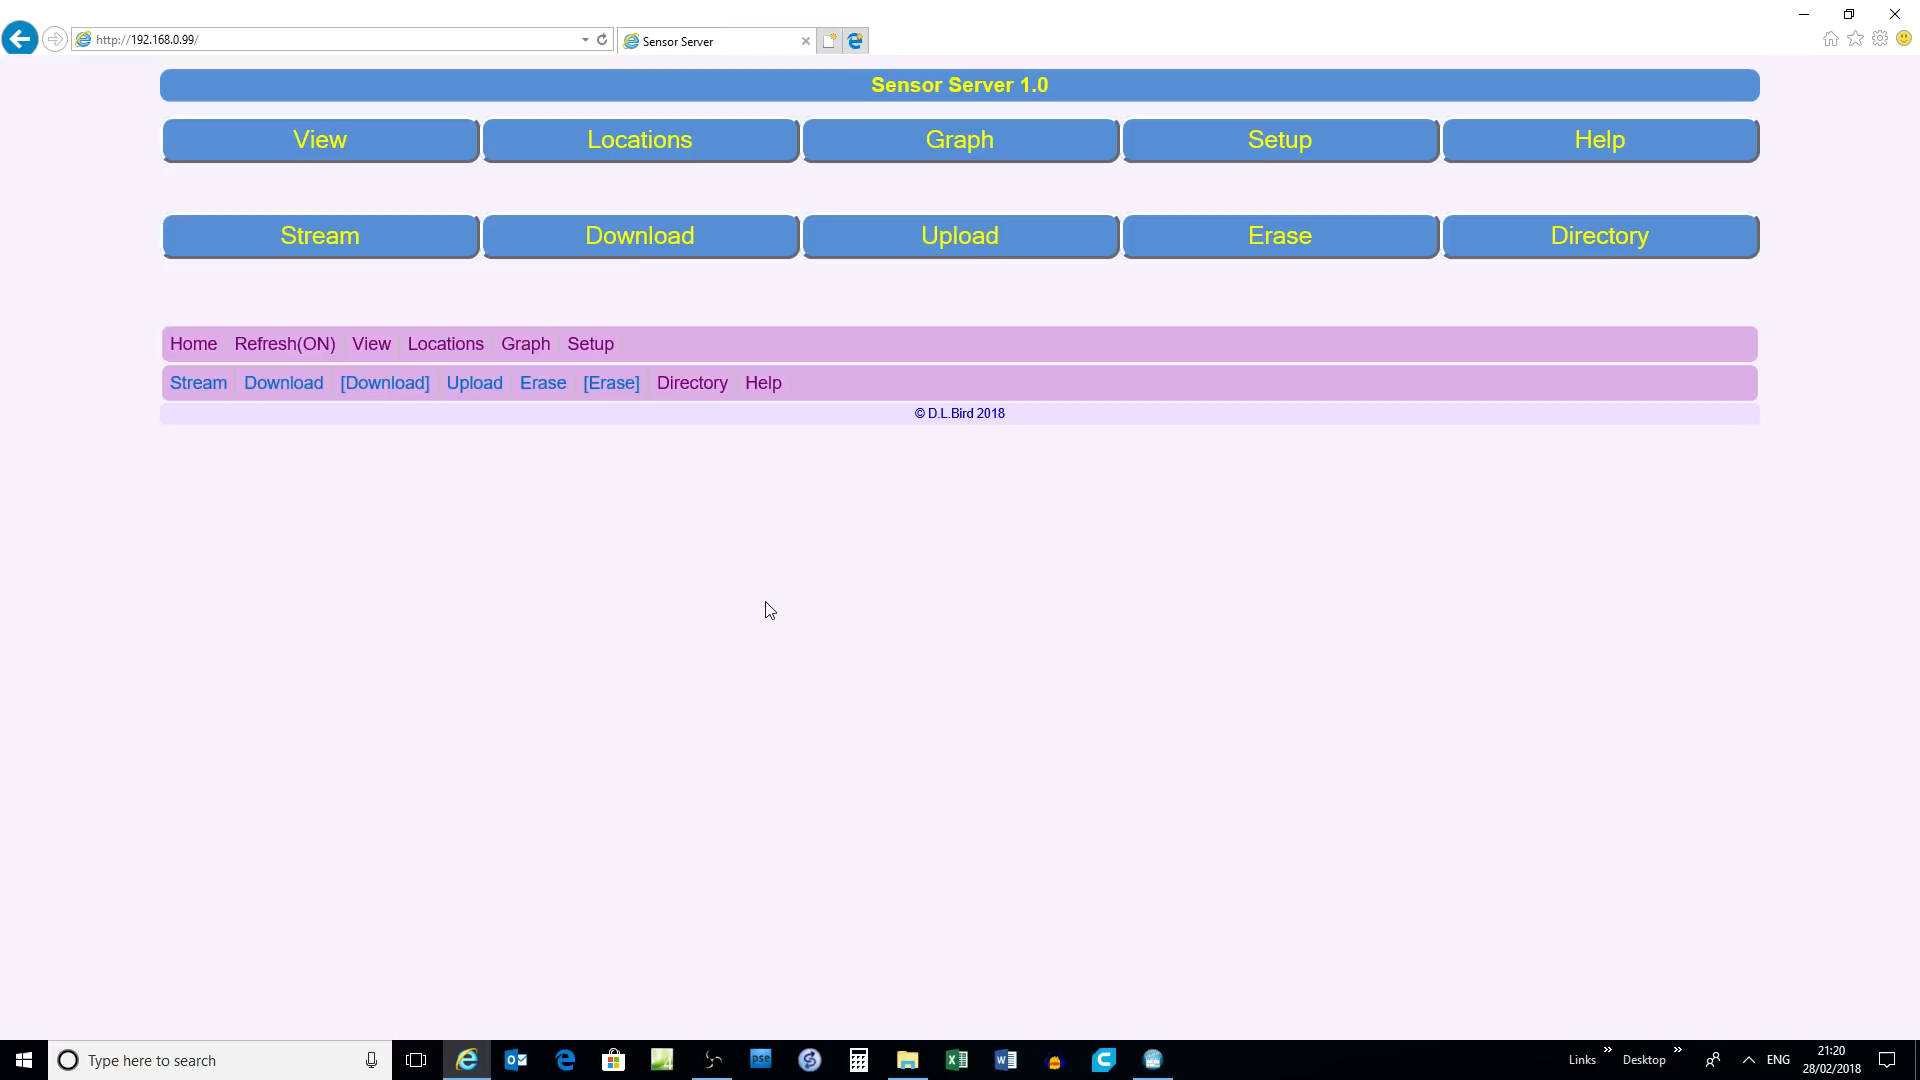 http://192.168.0.99/
Sensor Server
Sensor Server 1.0
View Locations Graph Setup Help
Stream Download Upload Erase Directory
Home Refresh(ON) View Locations Graph Setup
Stream Download [Download] Upload Erase [Erase] Directory Help
© D.L.Bird 2018
Type here to search
pse
Links » Desktop » ENG
21:20
28/02/2018